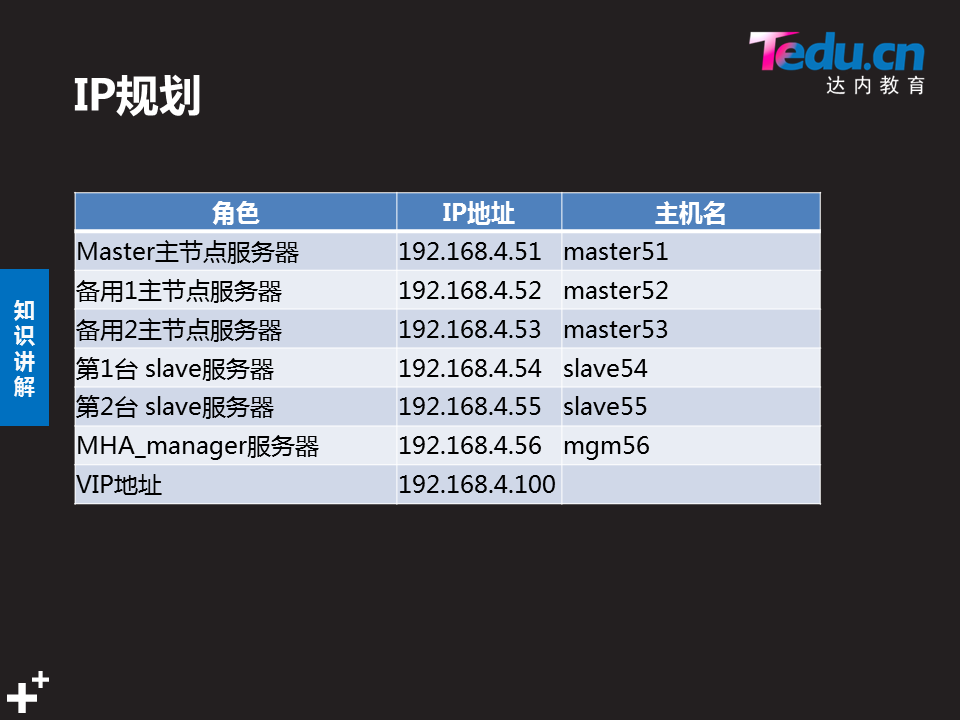 Tedu.cn
达内教育
IP规划
角色 IP地址 主机名
Master主节点服务器 192.168.4.51 master51
备用1主节点服务器 192.168.4.52 master52
备用2主节点服务器 192.168.4.53 master53
第1台 slave服务器 192.168.4.54 slave54
第2台 slave服务器 192.168.4.55 slave55
MHA_manager服务器 192.168.4.56 mgm56
VIP地址 192.168.4.100
知识讲解